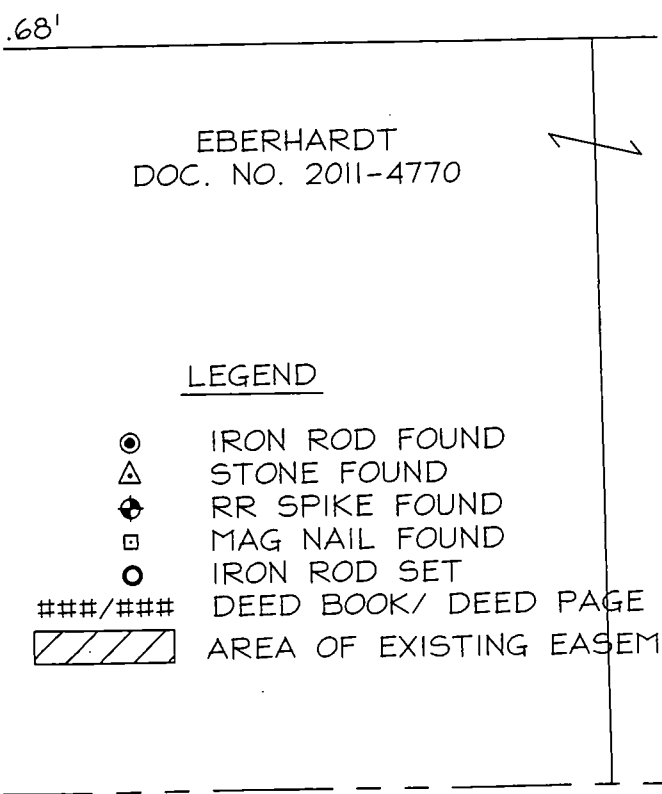 .68'
EBERHARDT
DOC. NO. 2011-4770
LEGEND
IRON ROD FOUND
STONE FOUND
RR SPIKE FOUND
MAG NAIL FOUND
IRON ROD SET
###/### DEED BOOK/ DEED PAGE
AREA OF EXISTING EASEM